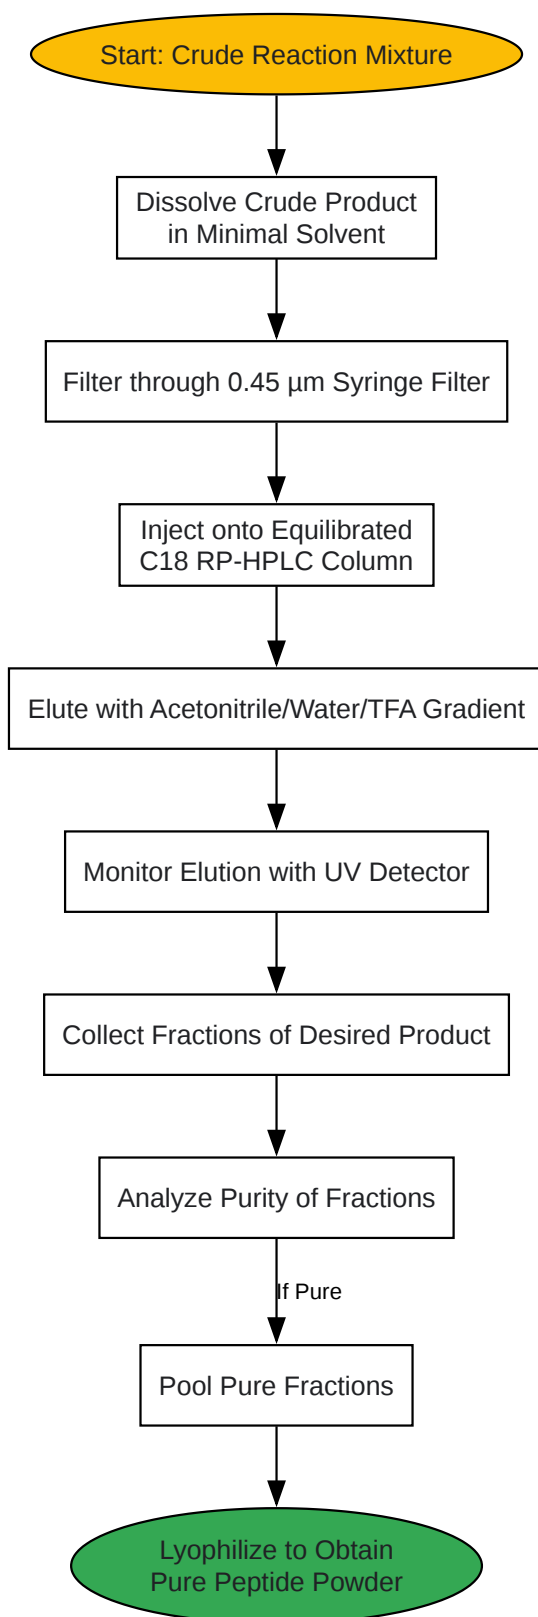 Start: Crude Reaction Mixture
Dissolve Crude Product
in Minimal Solvent
Filter through 0.45 µm Syringe Filter
Inject onto Equilibrated
C18 RP-HPLC Column
Elute with Acetonitrile/Water/TFA Gradient
Monitor Elution with UV Detector
Collect Fractions of Desired Product
Analyze Purity of Fractions
If Pure
Pool Pure Fractions
Lyophilize to Obtain
Pure Peptide Powder